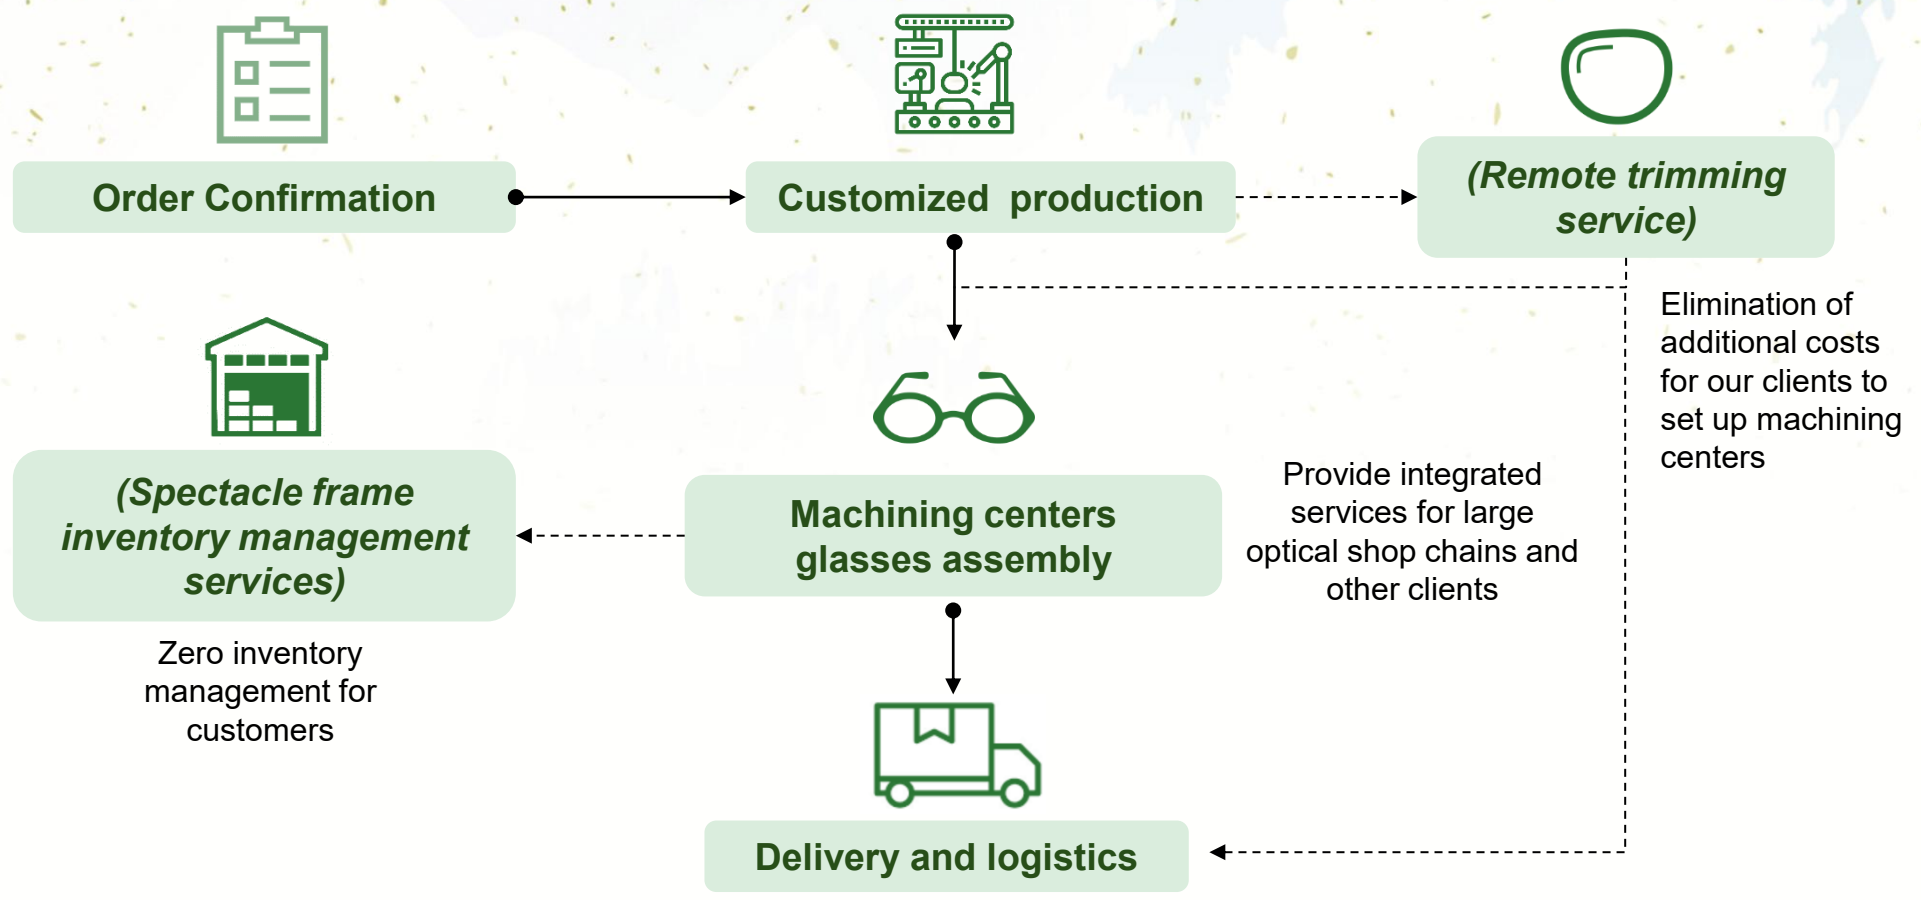 Order Confirmation
Customized production
(Remote trimming
service)
Elimination of
additional costs
for our clients to
set up machining
centers
(Spectacle frame
inventory management
services)
Zero inventory
management for
customers
Machining centers
glasses assembly
Provide integrated
services for large
optical shop chains and
other clients
Delivery and logistics